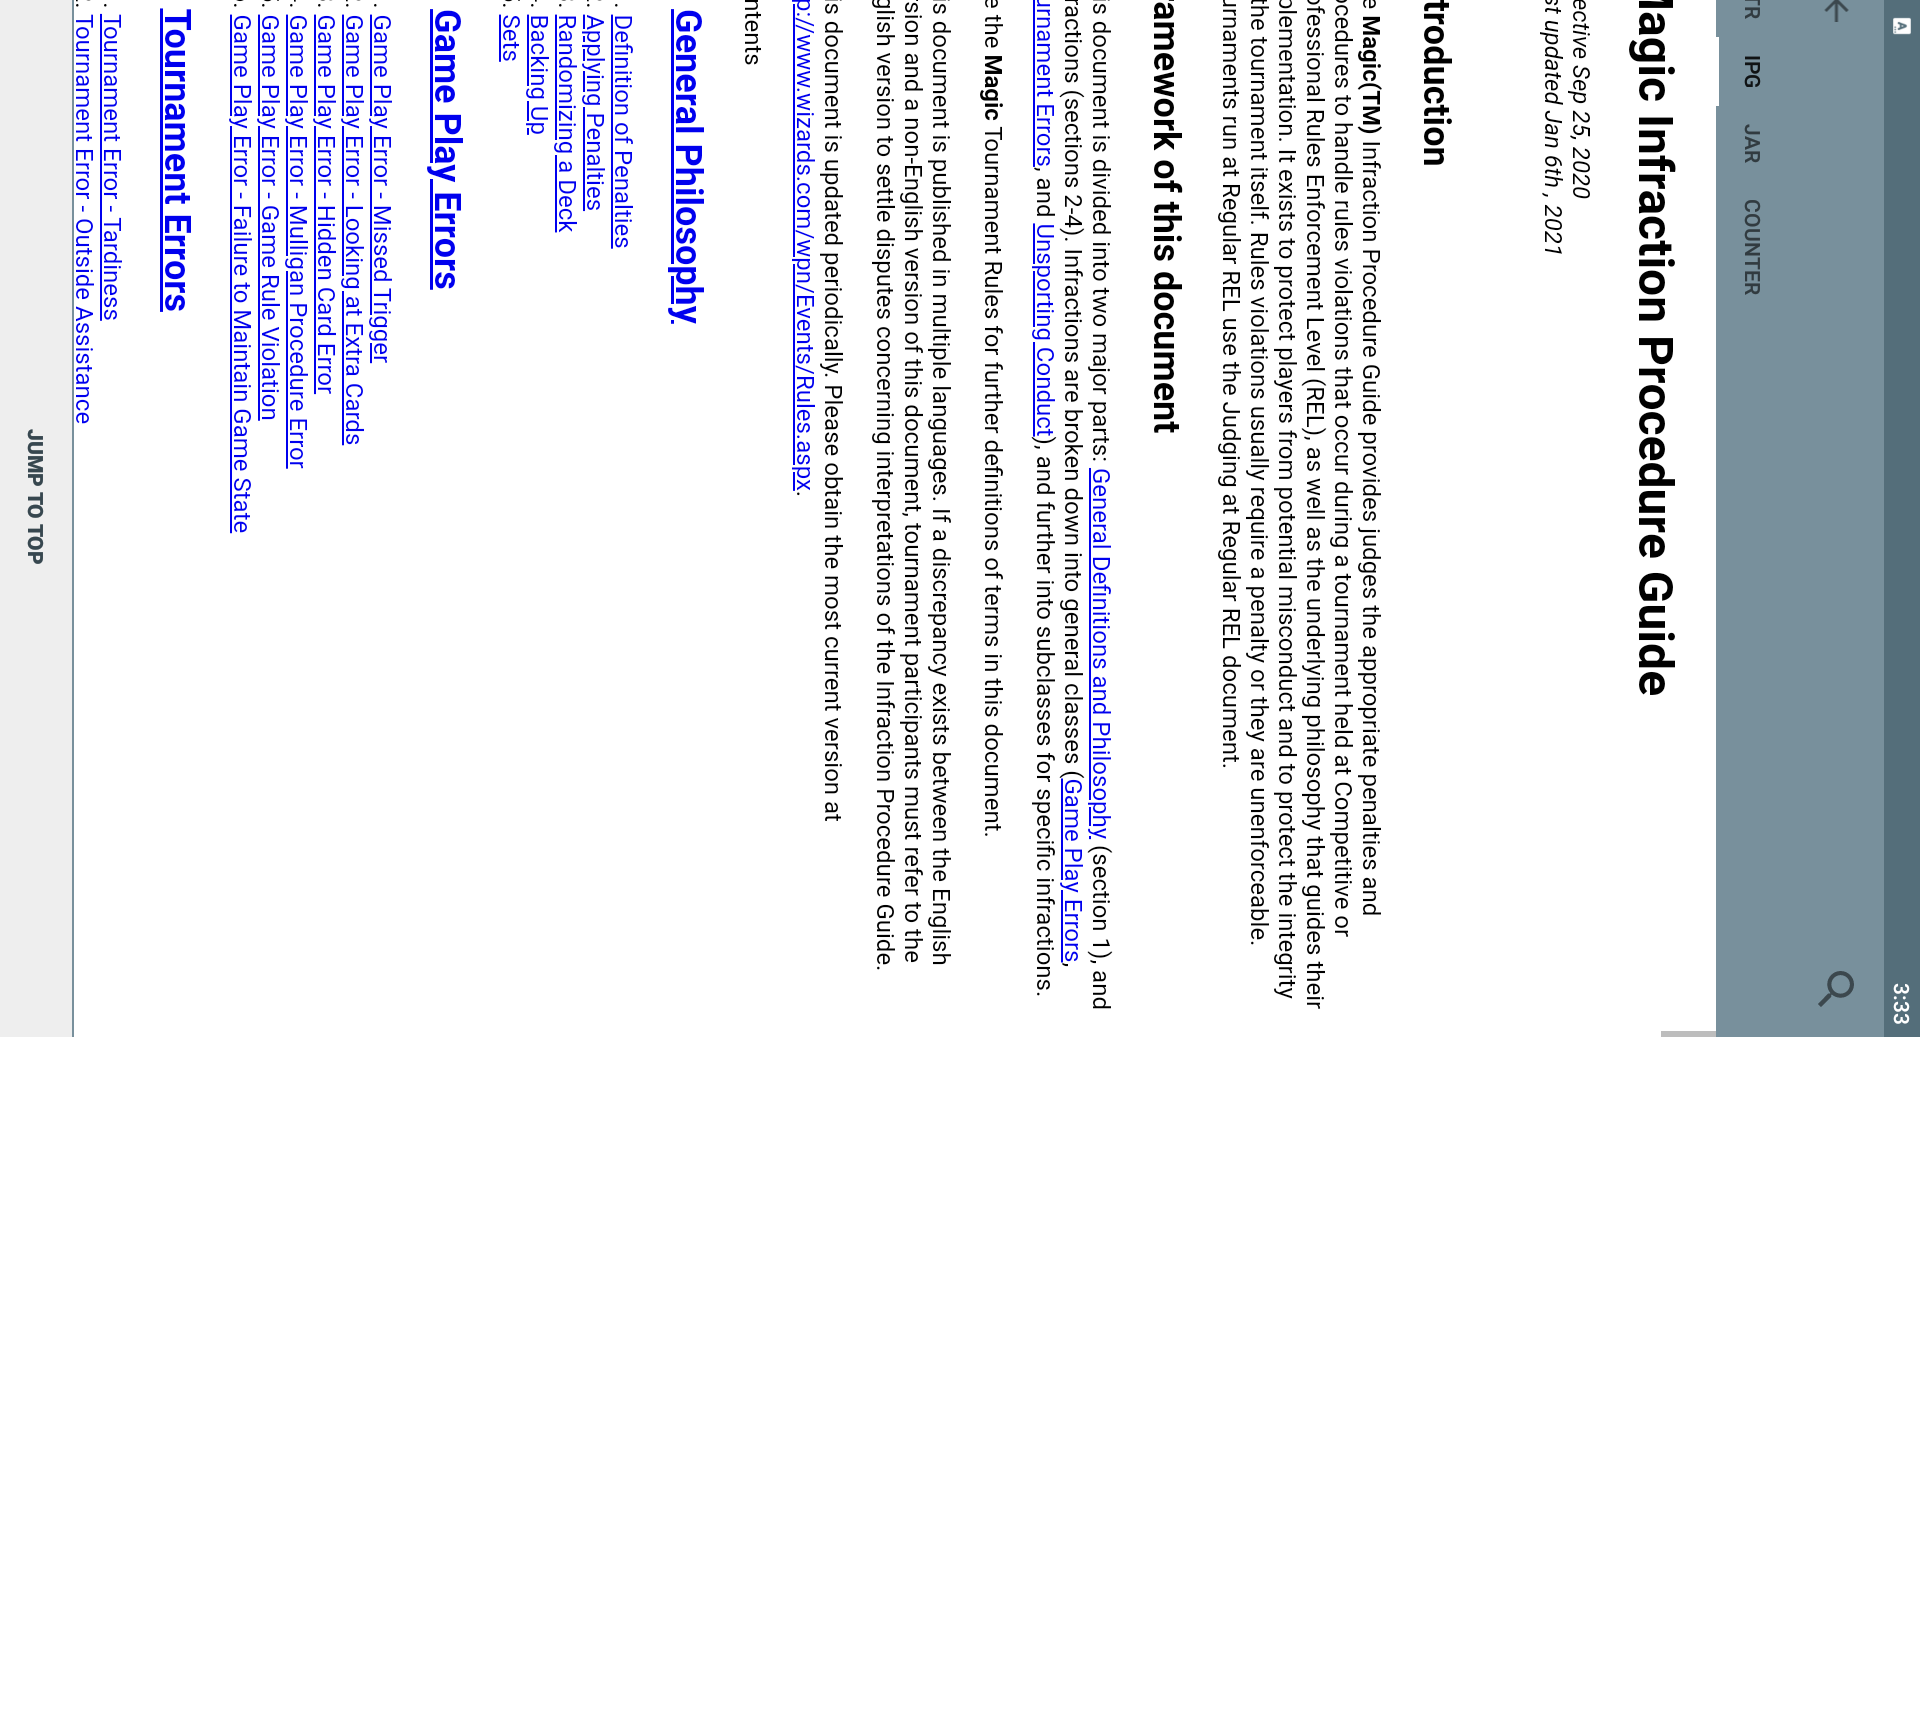 A
3:33
TR IPG JAR COUNTER
Magic Infraction Procedure Guide
ective Sep 25, 2020
st updated Jan 6th, 2021
troduction
e Magic(TM) Infraction Procedure Guide provides judges the appropriate penalties and
ocedures to handle rules violations that occur during a tournament held at Competitive or
ofessional Rules Enforcement Level (REL), as well as the underlying philosophy that guides their
plementation. It exists to protect players from potential misconduct and to protect the integrity
the tournament itself. Rules violations usually require a penalty or they are unenforceable.
urnaments run at Regular REL use the Judging at Regular REL document.
amework of this document
is document is divided into two major parts: General Definitions and Philosophy (section 1), and
ractions (sections 2-4). Infractions are broken down into general classes (Game Play Errors,
urnament Errors, and Unsporting Conduct), and further into subclasses for specific infractions.
e the Magic Tournament Rules for further definitions of terms in this document.
is document is published in multiple languages. If a discrepancy exists between the English
rsion and a non-English version of this document, tournament participants must refer to the
glish version to settle disputes concerning interpretations of the Infraction Procedure Guide.
is document is updated periodically. Please obtain the most current version at
p://www.wizards.com/wpn/Events/Rules.aspx.
ntents
General Philosophy
. Definition of Penalties
. Applying Penalties
. Randomizing a Deck
. Backing Up
. Sets
Game Play Errors
. Game Play Error - Missed Trigger
. Game Play Error - Looking at Extra Cards
. Game Play Error - Hidden Card Error
. Game Play Error - Mulligan Procedure Error
. Game Play Error - Game Rule Violation
. Game Play Error - Failure to Maintain Game State
Tournament Errors
. Tournament Error - Tardiness
. Tournament Error - Outside Assistance
JUMP TO TOP